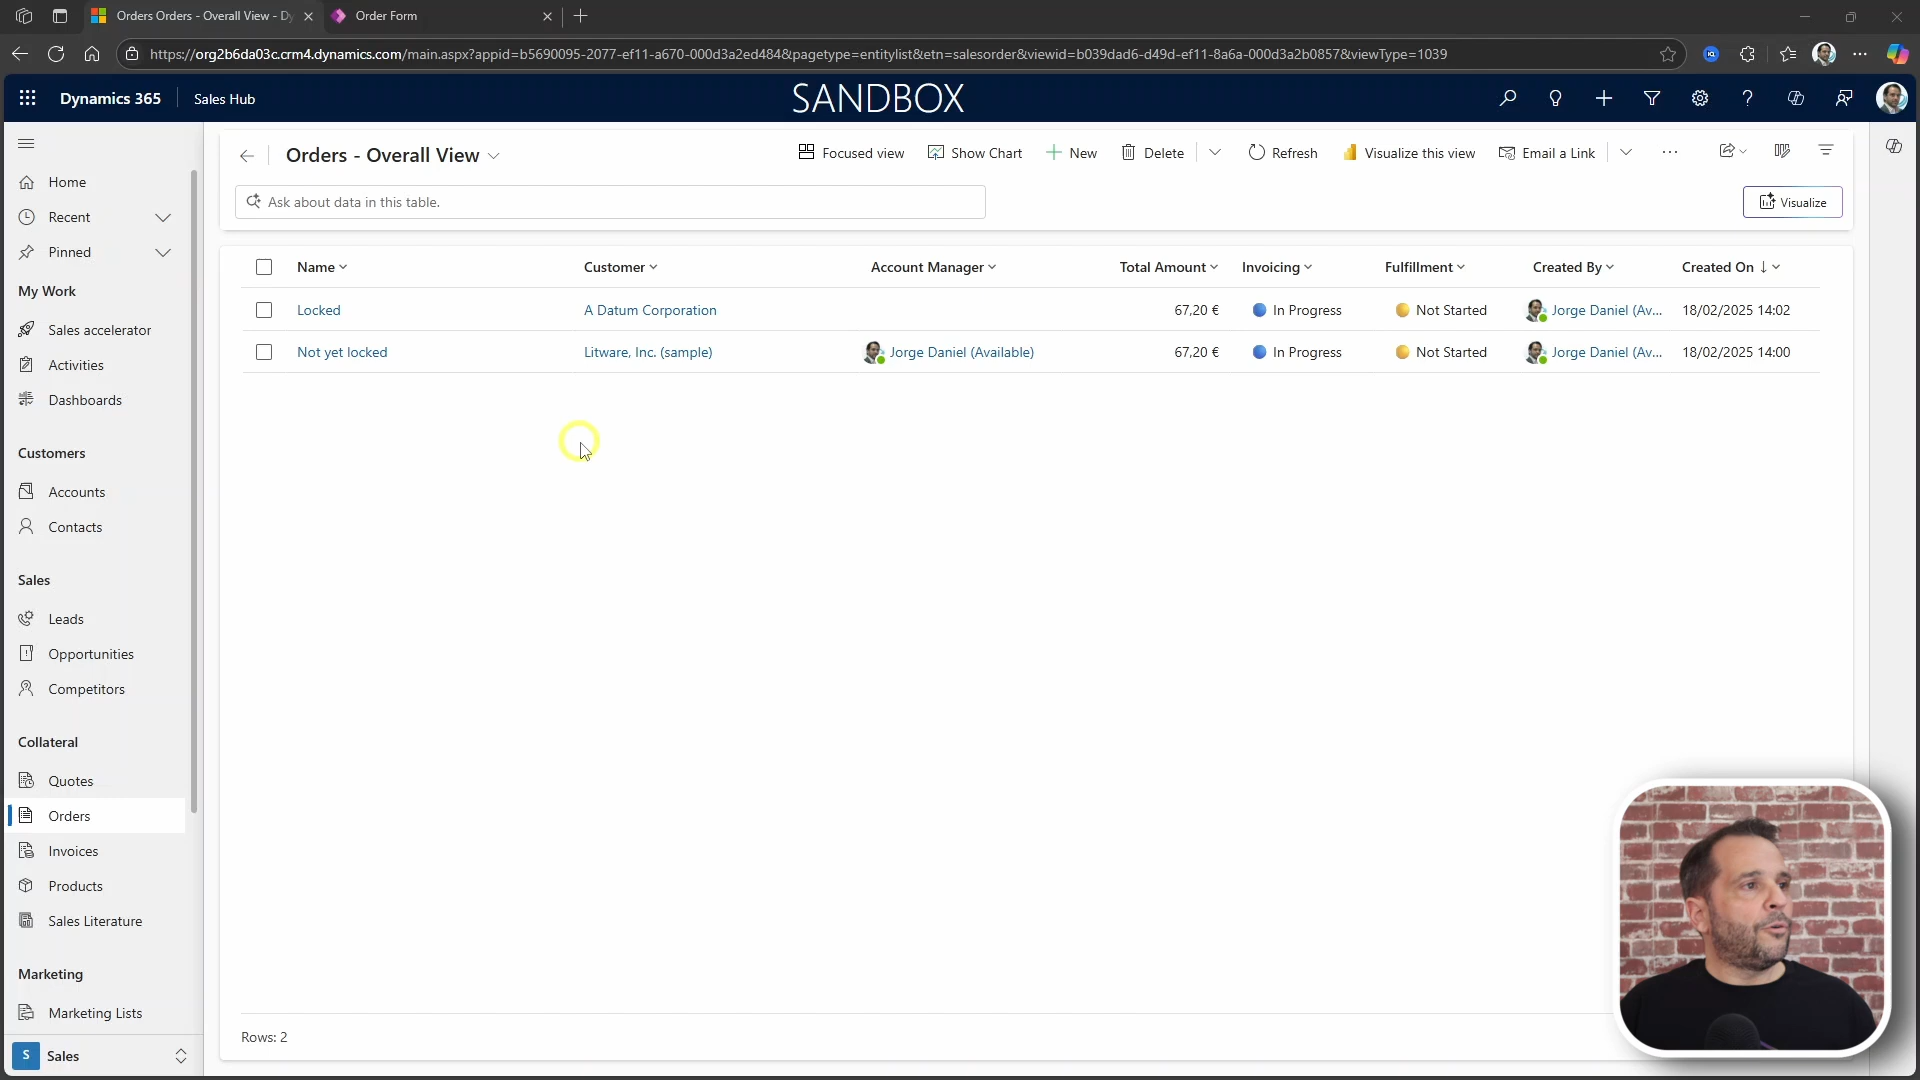 Orders Orders - Overall View - Dy
Order Form
https://org2b6da03c.crm4.dynamics.com/main.aspx?appid=b5690095-2077-ef11-a670-000d3a2ed484&pagetype=entitylist&etn=salesorder&viewid=b039dad6-d49d-ef11-8a6a-000d3a2b0857&viewType=1039
Dynamics 365
Sales Hub
SANDBOX
Orders - Overall View
Focused view
Show Chart
New
Delete
Refresh
Visualize this view
Email a Link
Ask about data in this table.
Visualize
Home
Recent
Pinned
My Work
Sales accelerator
Activities
Dashboards
Customers
Accounts
Contacts
Sales
Leads
Opportunities
Competitors
Collateral
Quotes
Orders
Invoices
Products
Sales Literature
Marketing
Marketing Lists
S Sales
Name Customer Account Manager Total Amount Invoicing Fulfillment Created By Created On
Locked A Datum Corporation 67,20 € In Progress Not Started Jorge Daniel (Av... 18/02/2025 14:02
Not yet locked Litware, Inc. (sample) Jorge Daniel (Available) 67,20 € In Progress Not Started Jorge Daniel (Av... 18/02/2025 14:00
Rows: 2